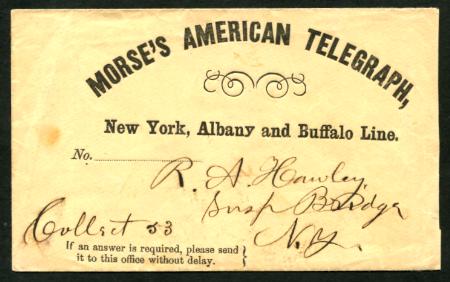 MORSE'S AMERICAN TELEGRAPH,
New York, Albany and Buffalo Line.
No.
R. A. Hawley
Susp Bridge
N.Y.
Collect 53
If an answer is required, please send }
it to this office without delay.